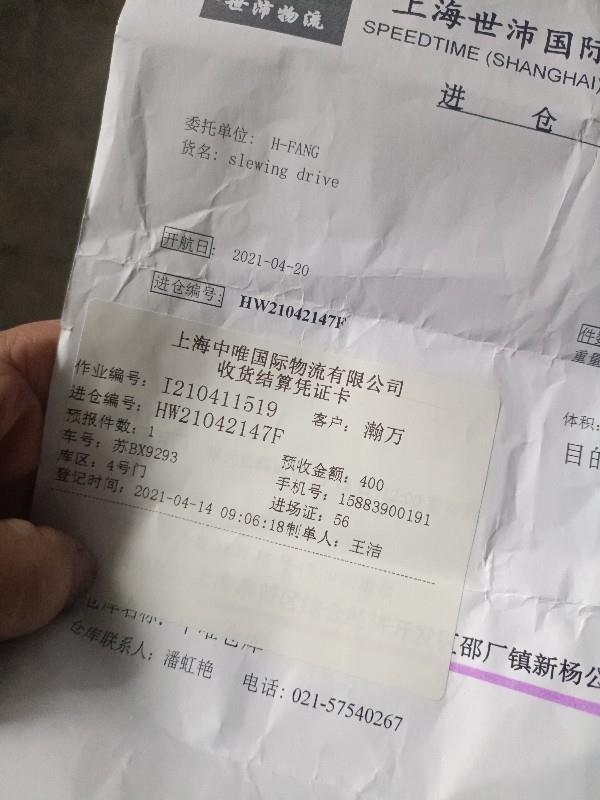 世沛物流
上海世沛国际
SPEEDTIME (SHANGHAI)
进 仓
委托单位: H-FANG
货名: slewing drive
开航日: 2021-04-20
进仓编号: HW21042147F
件数
重量
体积:
目的
上海中唯国际物流有限公司
收货结算凭证卡
作业编号: I210411519 客户: 瀚万
进仓编号: HW21042147F
预报件数: 1 预收金额: 400
车号: 苏BX9293 手机号: 15883900191
库区: 4号门 进场证: 56
登记时间: 2021-04-14 09:06:18 制单人: 王洁
邵厂镇新杨公
仓库联系人: 潘虹艳 电话: 021-57540267